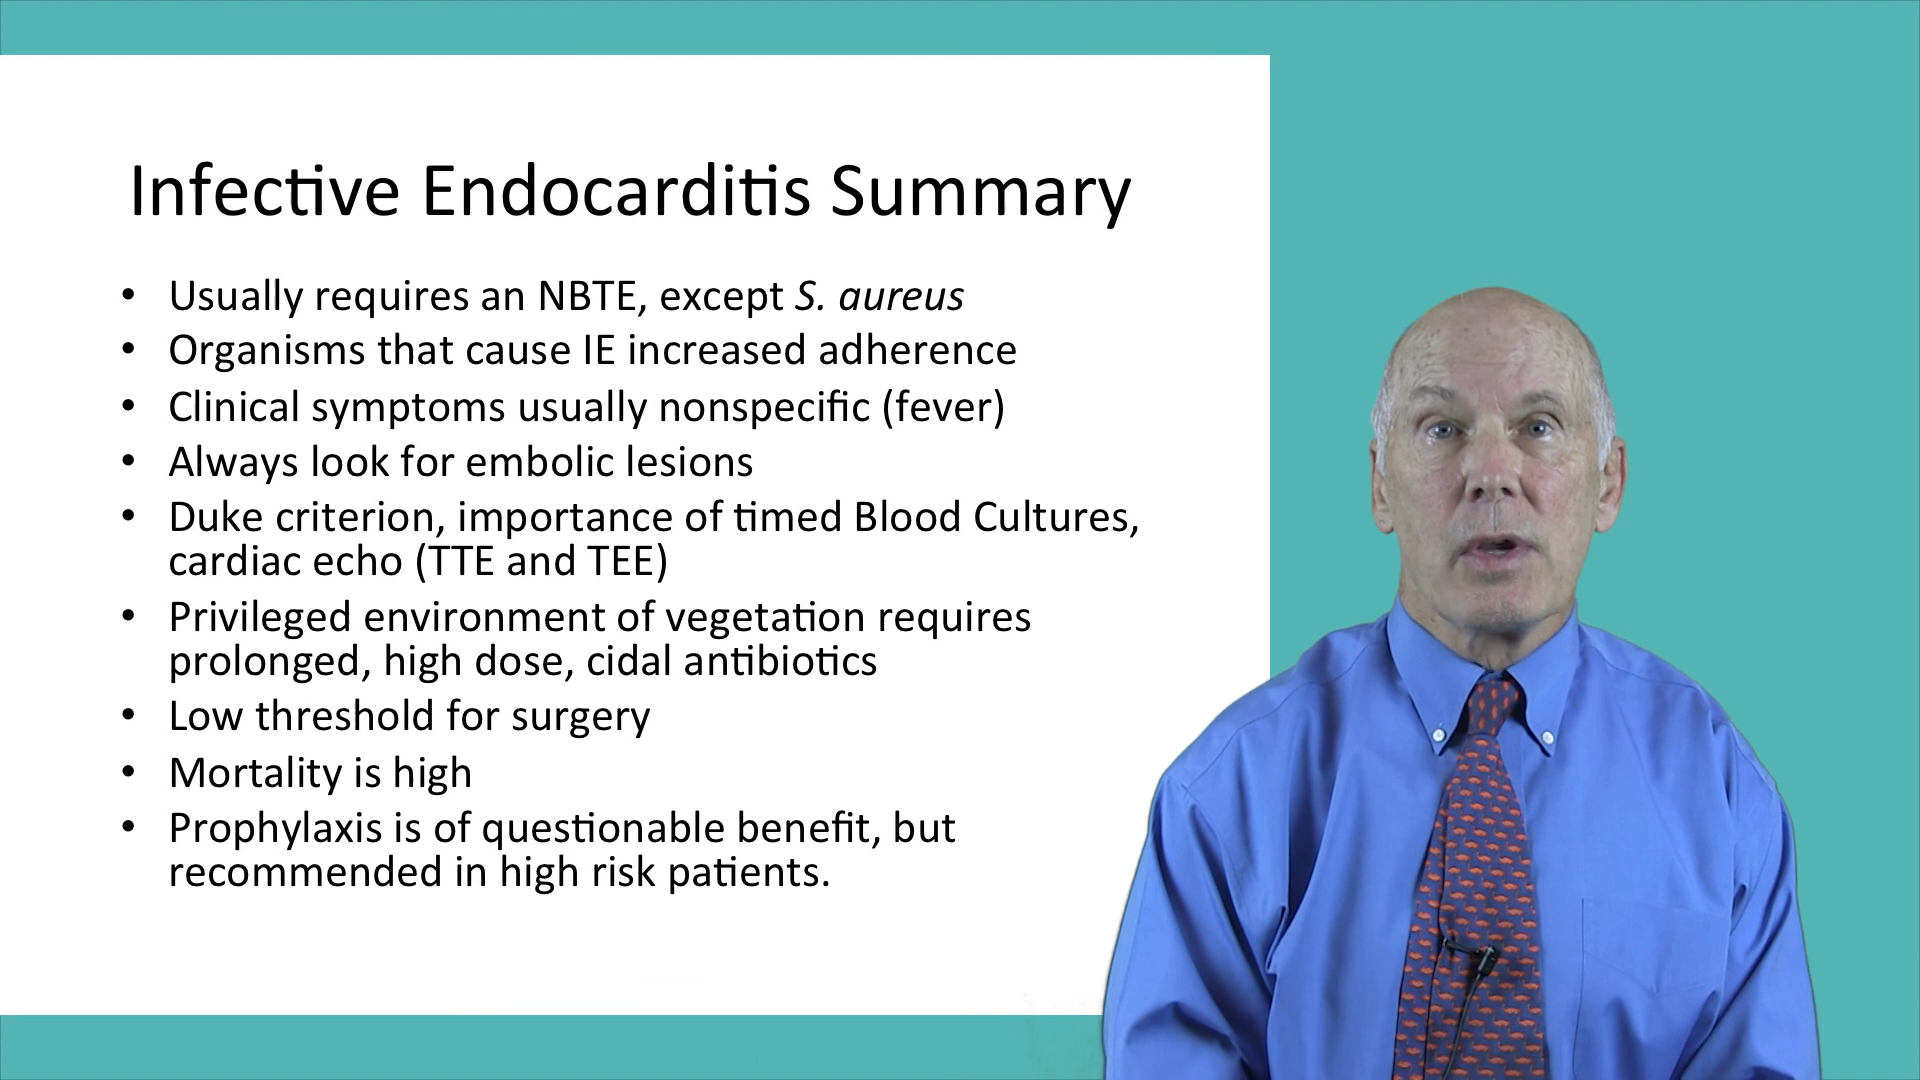 Infective Endocarditis Summary
• Usually requires an NBTE, except S. aureus
• Organisms that cause IE increased adherence
• Clinical symptoms usually nonspecific (fever)
• Always look for embolic lesions
• Duke criterion, importance of timed Blood Cultures,
cardiac echo (TTE and TEE)
• Privileged environment of vegetation requires
prolonged, high dose, cidal antibiotics
• Low threshold for surgery
• Mortality is high
• Prophylaxis is of questionable benefit, but
recommended in high risk patients.